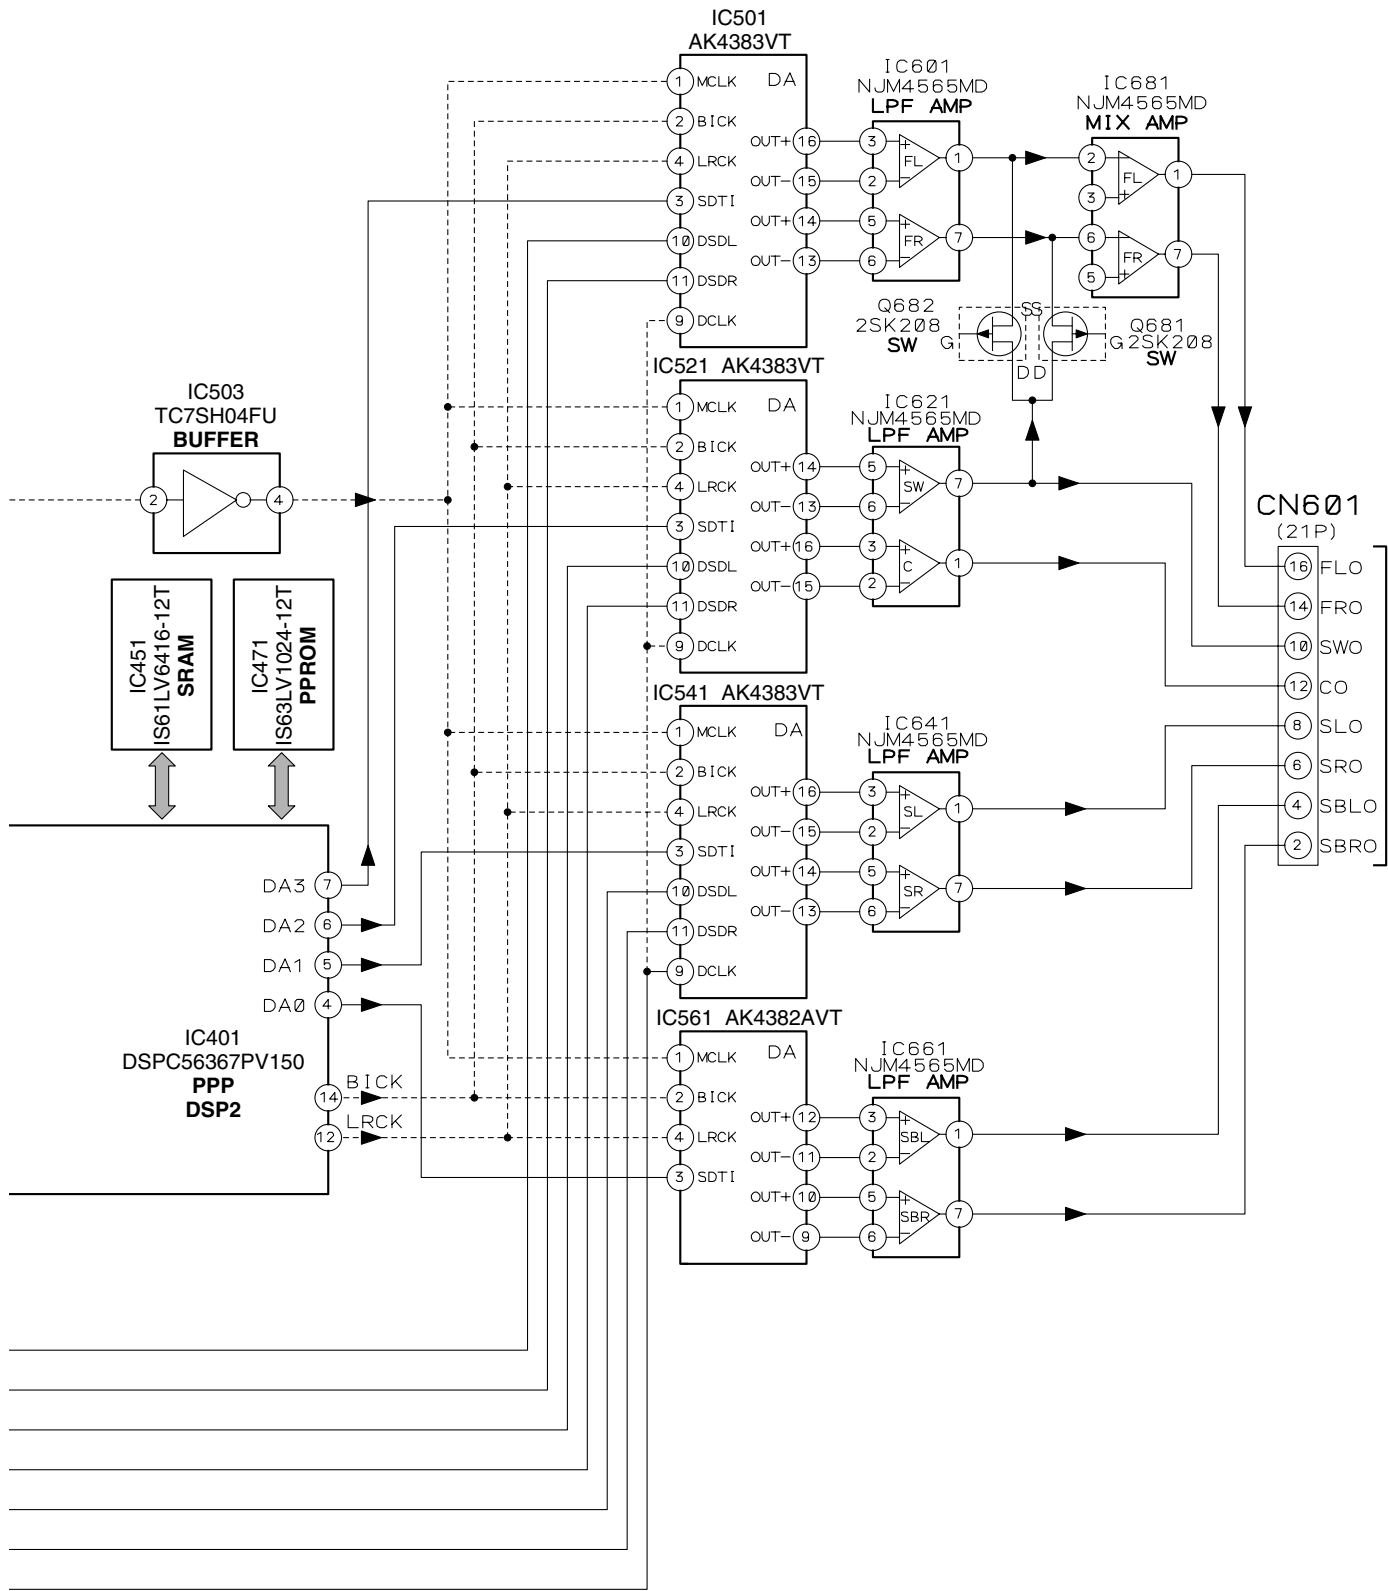 IC501
AK4383VT
1 MCLK DA
2 BICK
OUT+ 16
4 LRCK
OUT- 15
3 SDTI
OUT+ 14
10 DSDL
OUT- 13
11 DSDR
9 DCLK
IC601
NJM4565MD
LPF AMP
3 + FL 1
2 -
5 + FR 7
6 -
IC681
NJM4565MD
MIX AMP
2 - FL 1
3 +
6 - FR 7
5 +
Q682
2SK208
SW
G
S S
D D
Q681
G 2SK208
SW
IC503
TC7SH04FU
BUFFER
2 4
IC521 AK4383VT
1 MCLK DA
2 BICK
OUT+ 14
4 LRCK
OUT- 13
3 SDTI
OUT+ 16
10 DSDL
OUT- 15
11 DSDR
9 DCLK
IC621
NJM4565MD
LPF AMP
5 + SW 7
6 -
3 + C 1
2 -
CN601
(21P)
16 FLO
14 FRO
10 SWO
12 CO
8 SLO
6 SRO
4 SBLO
2 SBRO
IC451
IS61LV6416-12T
SRAM
IC471
IS63LV1024-12T
PPROM
IC541 AK4383VT
1 MCLK DA
2 BICK
OUT+ 16
4 LRCK
OUT- 15
3 SDTI
OUT+ 14
10 DSDL
OUT- 13
11 DSDR
9 DCLK
IC641
NJM4565MD
LPF AMP
3 + SL 1
2 -
5 + SR 7
6 -
DA3 7
DA2 6
DA1 5
DA0 4
IC401
DSPC56367PV150
PPP
DSP2
14 BICK
12 LRCK
IC561 AK4382AVT
1 MCLK DA
2 BICK
OUT+ 12
4 LRCK
OUT- 11
3 SDTI
OUT+ 10
OUT- 9
IC661
NJM4565MD
LPF AMP
3 + SBL 1
2 -
5 + SBR 7
6 -